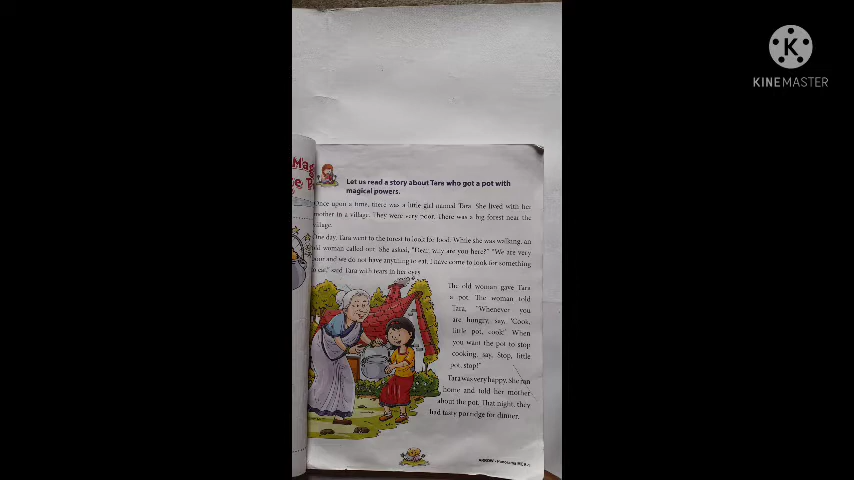 K
KINEMASTER
Let us read a story about Tara who got a pot with
magical powers.
Once upon a time, there was a little girl named Tara. She lived with her
mother in a village. They were very poor. There was a big forest near the
village.
One day, Tara went to the forest to look for food. While she was walking, an
old woman called out. She asked, "Dear, why are you here?" "We are very
poor and we do not have anything to eat. I have come to look for something
to eat," said Tara with tears in her eyes.
The old woman gave Tara
a pot. The woman told
Tara, "Whenever you
are hungry, say, 'Cook,
little pot, cook!' When
you want the pot to stop
cooking, say, 'Stop, little
pot, stop!'"
Tara was very happy. She ran
home and told her mother
about the pot. That night, they
had tasty porridge for dinner.